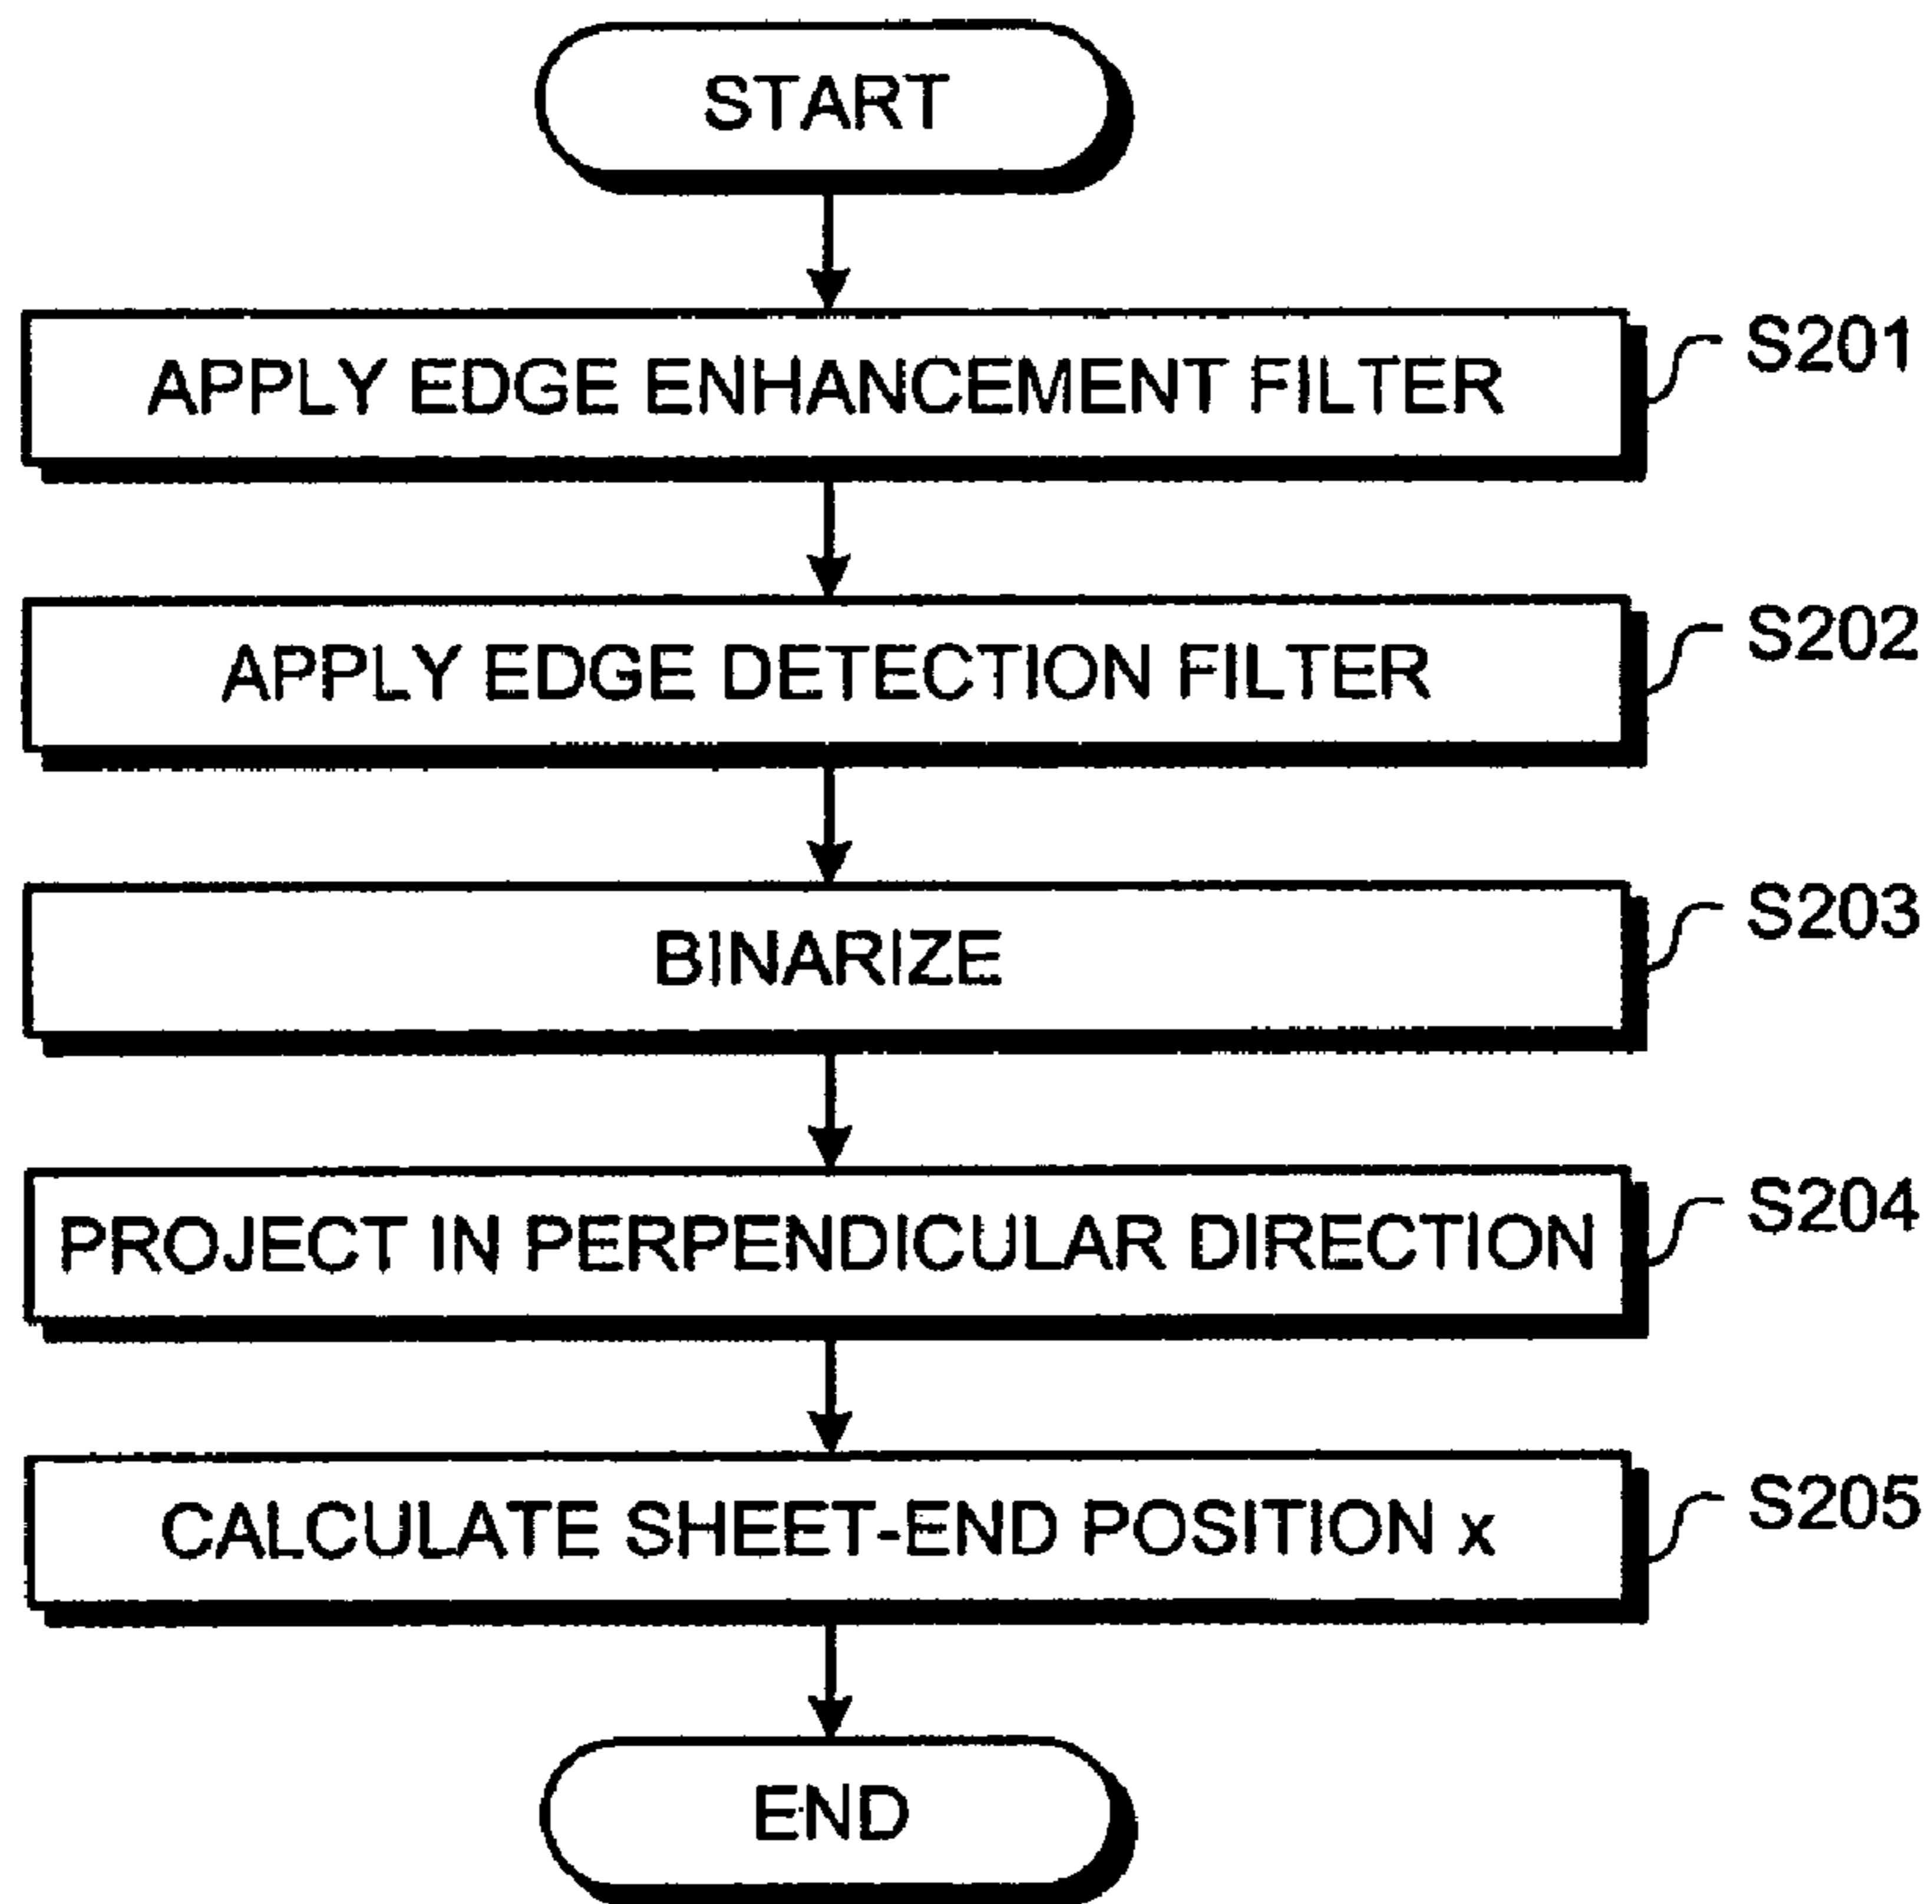 START
APPLY EDGE ENHANCEMENT FILTER
S201
APPLY EDGE DETECTION FILTER
S202
BINARIZE
S203
PROJECT IN PERPENDICULAR DIRECTION
S204
CALCULATE SHEET-END POSITION x
S205
END